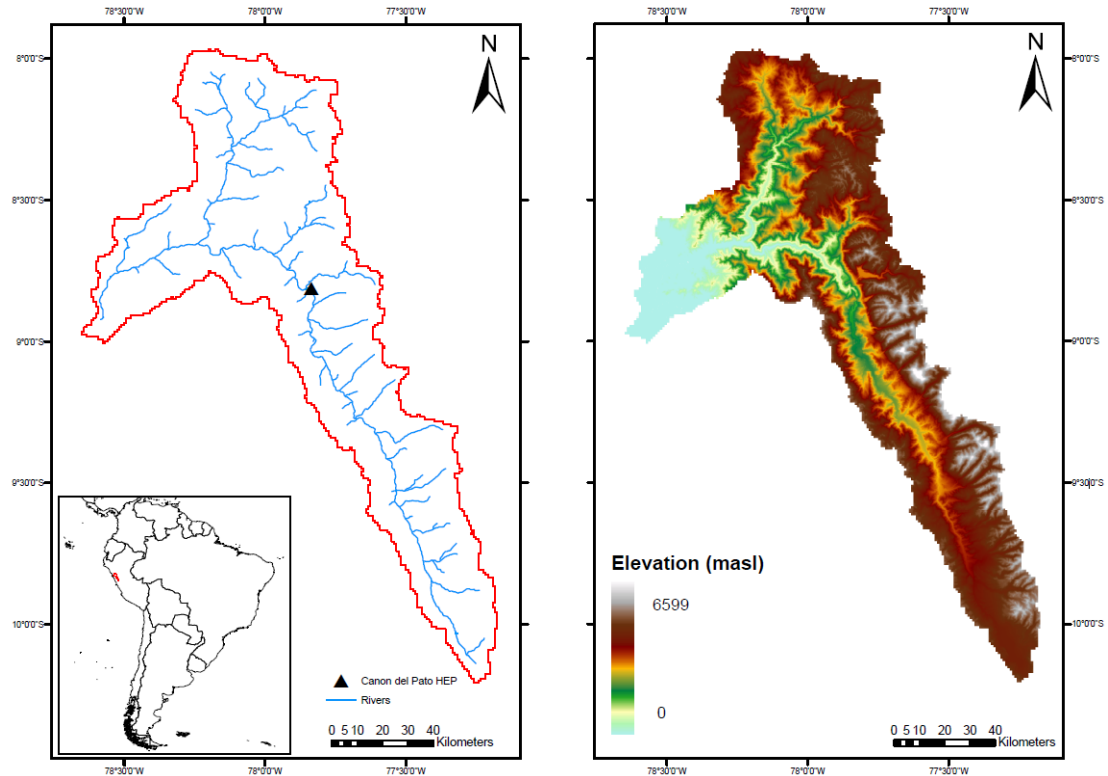 78°30'0"W 78°0'0"W 77°30'0"W
N
8°0'0"S
8°30'0"S
9°0'0"S
9°30'0"S
10°0'0"S
Canon del Pato HEP
Rivers
0 5 10 20 30 40
Kilometers
78°30'0"W 78°0'0"W 77°30'0"W
78°30'0"W 78°0'0"W 77°30'0"W
N
8°0'0"S
8°30'0"S
9°0'0"S
9°30'0"S
10°0'0"S
Elevation (masl)
6599
0
0 5 10 20 30 40
Kilometers
78°30'0"W 78°0'0"W 77°30'0"W